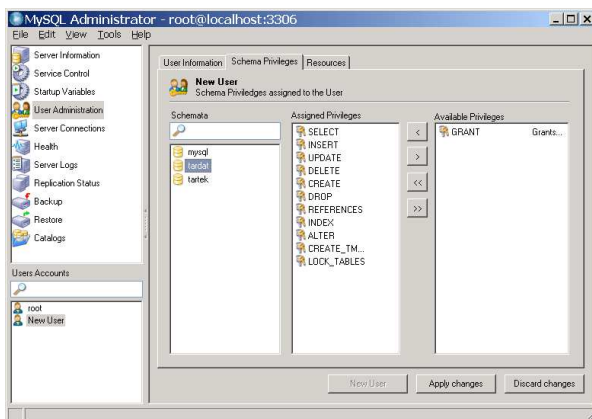 MySQL Administrator - root@localhost:3306
File Edit View Tools Help
Server Information
Service Control
Startup Variables
User Administration
Server Connections
Health
Server Logs
Replication Status
Backup
Restore
Catalogs
Users Accounts
root
New User
User Information Schema Privileges Resources
New User
Schema Priviledges assigned to the User
Schemata
mysql
tardat
tartek
Assigned Privileges
SELECT
INSERT
UPDATE
DELETE
CREATE
DROP
REFERENCES
INDEX
ALTER
CREATE_TM...
LOCK_TABLES
<
>
<<
>>
Available Privileges
GRANT Grants...
New User Apply changes Discard changes